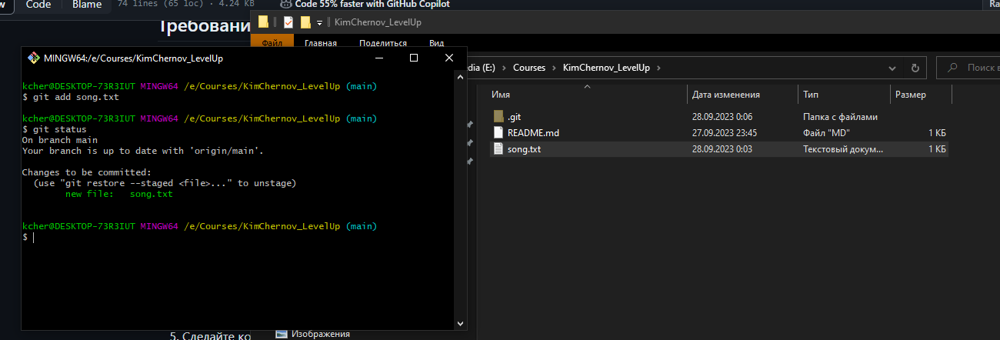 Code
Blame
74 lines (65 loc) · 4.24 KB
Code 55% faster with GitHub Copilot
Ra
Требовани
KimChernov_LevelUp
Файл
Главная
Поделиться
Вид
MINGW64:/e/Courses/KimChernov_LevelUp
kcher@DESKTOP-73R3IUT MINGW64 /e/Courses/KimChernov_LevelUp (main)
$ git add song.txt
kcher@DESKTOP-73R3IUT MINGW64 /e/Courses/KimChernov_LevelUp (main)
$ git status
On branch main
Your branch is up to date with 'origin/main'.
Changes to be committed:
(use "git restore --staged <file>..." to unstage)
new file:   song.txt
kcher@DESKTOP-73R3IUT MINGW64 /e/Courses/KimChernov_LevelUp (main)
$
edia (E:) > Courses > KimChernov_LevelUp >
Поиск в
Имя
Дата изменения
Тип
Размер
.git
28.09.2023 0:06
Папка с файлами
README.md
27.09.2023 23:45
Файл "MD"
1 КБ
song.txt
28.09.2023 0:03
Текстовый докум...
1 КБ
5. Сделайте ко
Изображения